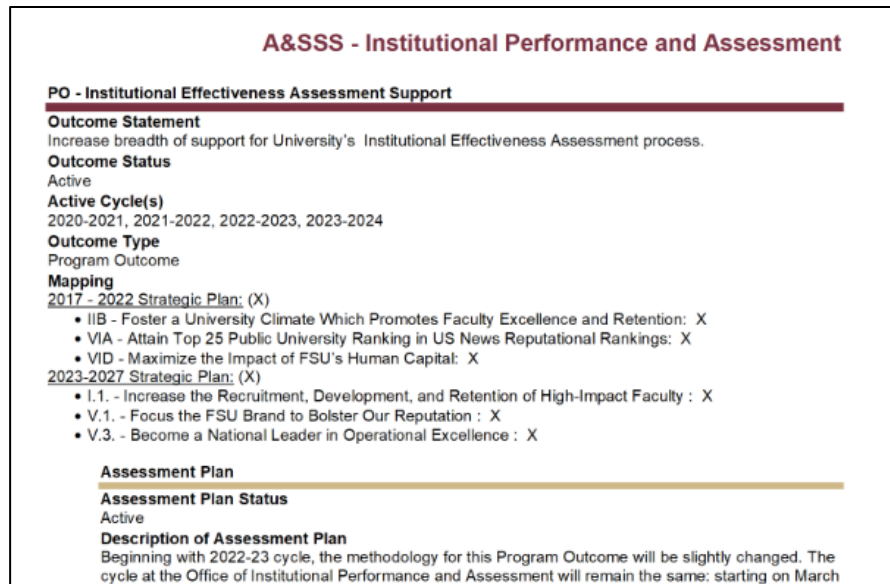 A&SSS - Institutional Performance and Assessment
PO - Institutional Effectiveness Assessment Support
Outcome Statement
Increase breadth of support for University's  Institutional Effectiveness Assessment process.
Outcome Status
Active
Active Cycle(s)
2020-2021, 2021-2022, 2022-2023, 2023-2024
Outcome Type
Program Outcome
Mapping
2017 - 2022 Strategic Plan: (X)
• IIB - Foster a University Climate Which Promotes Faculty Excellence and Retention:  X
• VIA - Attain Top 25 Public University Ranking in US News Reputational Rankings:  X
• VID - Maximize the Impact of FSU's Human Capital:  X
2023-2027 Strategic Plan: (X)
• I.1. - Increase the Recruitment, Development, and Retention of High-Impact Faculty :  X
• V.1. - Focus the FSU Brand to Bolster Our Reputation :  X
• V.3. - Become a National Leader in Operational Excellence :  X
Assessment Plan
Assessment Plan Status
Active
Description of Assessment Plan
Beginning with 2022-23 cycle, the methodology for this Program Outcome will be slightly changed. The
cycle at the Office of Institutional Performance and Assessment will remain the same: starting on March